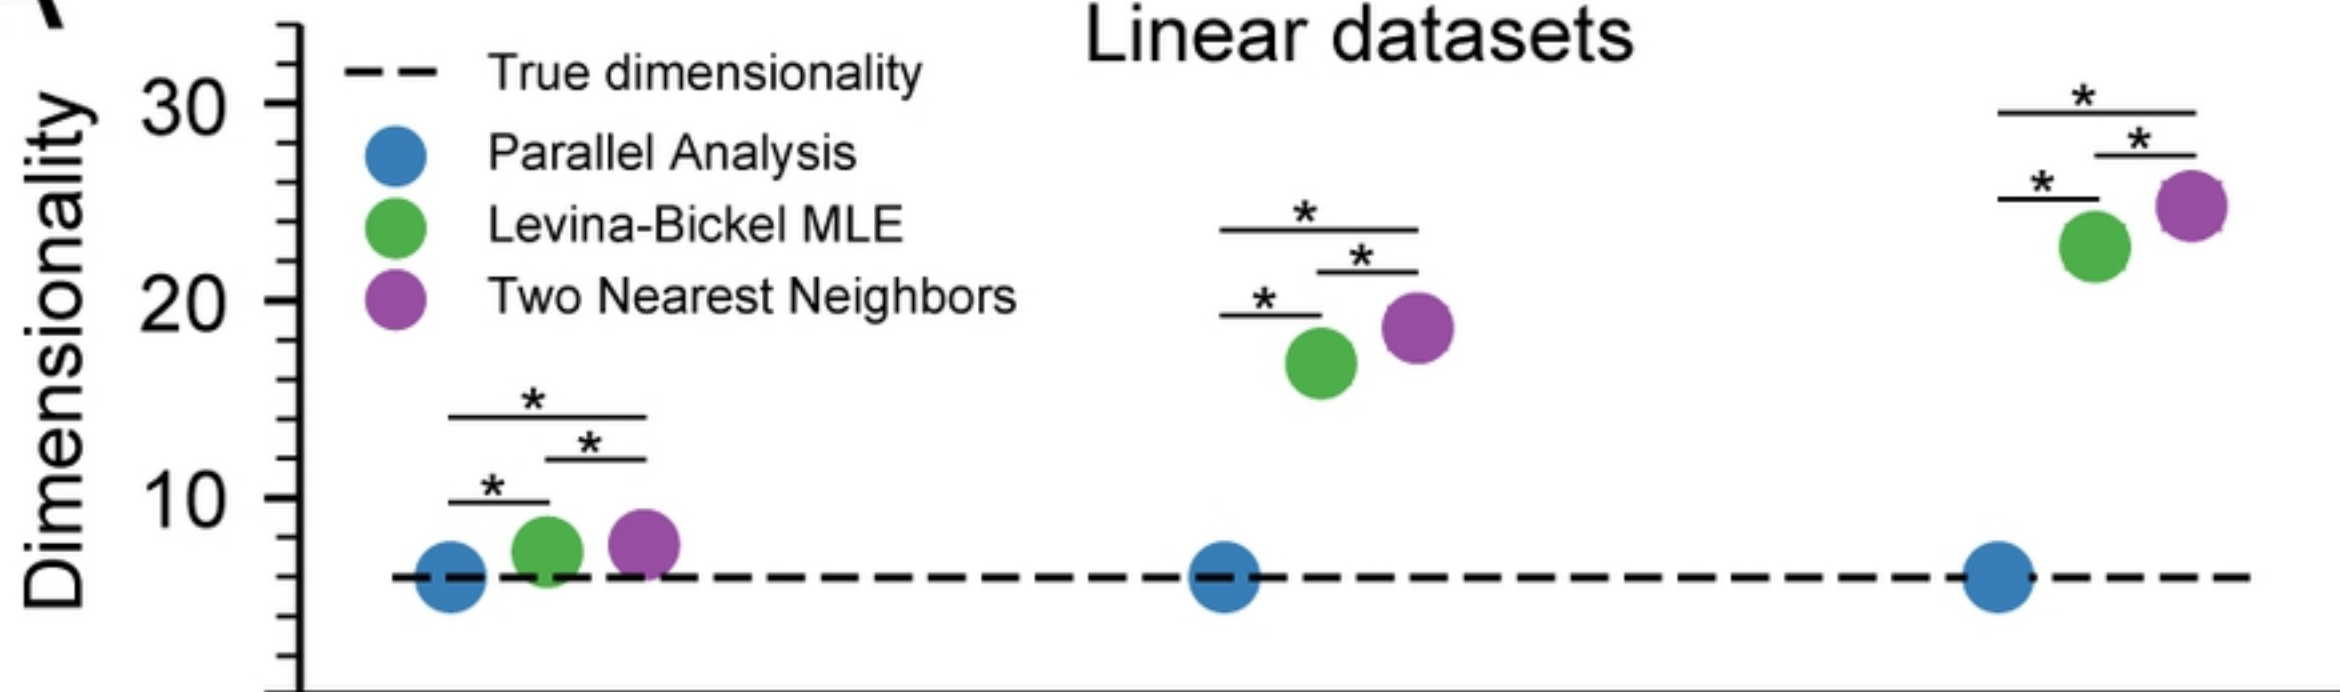 Linear datasets
Dimensionality
30
20
10
True dimensionality
Parallel Analysis
Levina-Bickel MLE
Two Nearest Neighbors
*
*
*
*
*
*
*
*
*